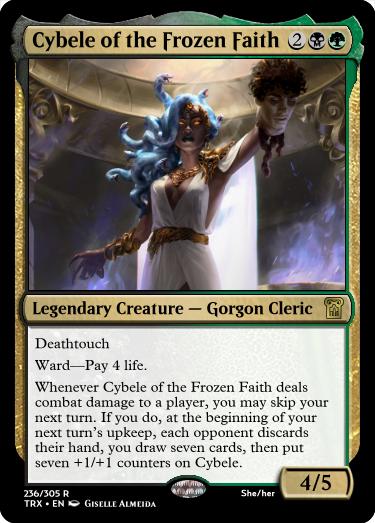 Cybele of the Frozen Faith 2
Legendary Creature — Gorgon Cleric
Deathtouch
Ward—Pay 4 life.
Whenever Cybele of the Frozen Faith deals
combat damage to a player, you may skip your
next turn. If you do, at the beginning of your
next turn's upkeep, each opponent discards
their hand, you draw seven cards, then put
seven +1/+1 counters on Cybele.
4/5
236/305 R
She/her
TRX • EN Giselle Almeida